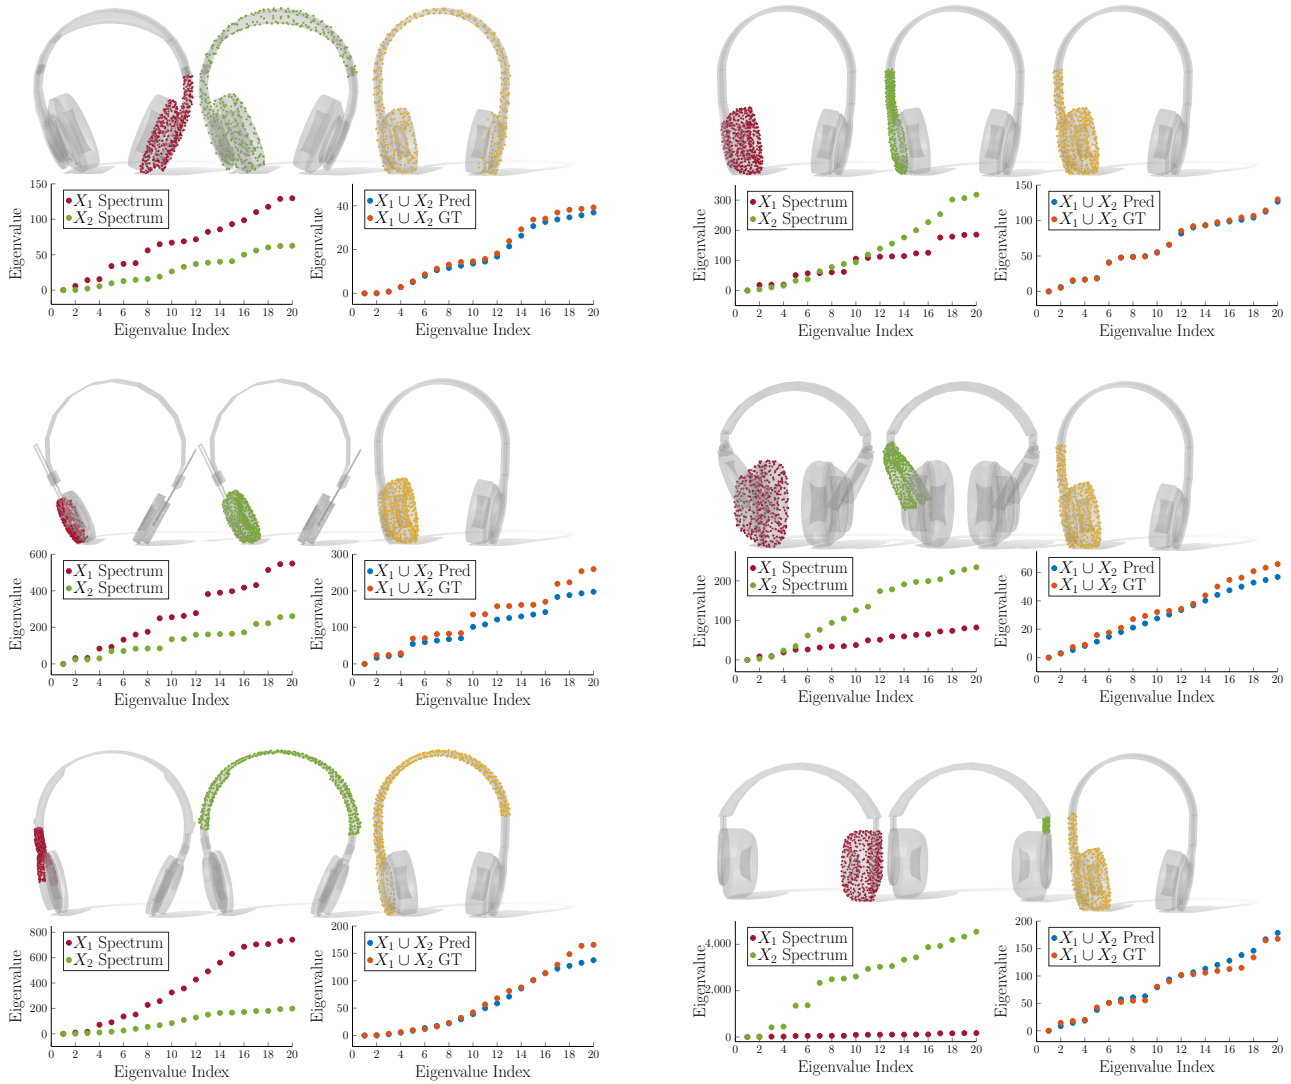 150
100
50
0
Eigenvalue
X₁ Spectrum
X₂ Spectrum
0 2 4 6 8 10 12 14 16 18 20
Eigenvalue Index
40
20
0
Eigenvalue
X₁ ∪ X₂ Pred
X₁ ∪ X₂ GT
0 2 4 6 8 10 12 14 16 18 20
Eigenvalue Index
300
200
100
0
Eigenvalue
X₁ Spectrum
X₂ Spectrum
0 2 4 6 8 10 12 14 16 18 20
Eigenvalue Index
150
100
50
0
Eigenvalue
X₁ ∪ X₂ Pred
X₁ ∪ X₂ GT
0 2 4 6 8 10 12 14 16 18 20
Eigenvalue Index
600
400
200
0
Eigenvalue
X₁ Spectrum
X₂ Spectrum
0 2 4 6 8 10 12 14 16 18 20
Eigenvalue Index
300
200
100
0
Eigenvalue
X₁ ∪ X₂ Pred
X₁ ∪ X₂ GT
0 2 4 6 8 10 12 14 16 18 20
Eigenvalue Index
200
100
0
Eigenvalue
X₁ Spectrum
X₂ Spectrum
0 2 4 6 8 10 12 14 16 18 20
Eigenvalue Index
60
40
20
0
Eigenvalue
X₁ ∪ X₂ Pred
X₁ ∪ X₂ GT
0 2 4 6 8 10 12 14 16 18 20
Eigenvalue Index
800
600
400
200
0
Eigenvalue
X₁ Spectrum
X₂ Spectrum
0 2 4 6 8 10 12 14 16 18 20
Eigenvalue Index
200
150
100
50
0
Eigenvalue
X₁ ∪ X₂ Pred
X₁ ∪ X₂ GT
0 2 4 6 8 10 12 14 16 18 20
Eigenvalue Index
4,000
2,000
0
Eigenvalue
X₁ Spectrum
X₂ Spectrum
0 2 4 6 8 10 12 14 16 18 20
Eigenvalue Index
200
150
100
50
0
Eigenvalue
X₁ ∪ X₂ Pred
X₁ ∪ X₂ GT
0 2 4 6 8 10 12 14 16 18 20
Eigenvalue Index